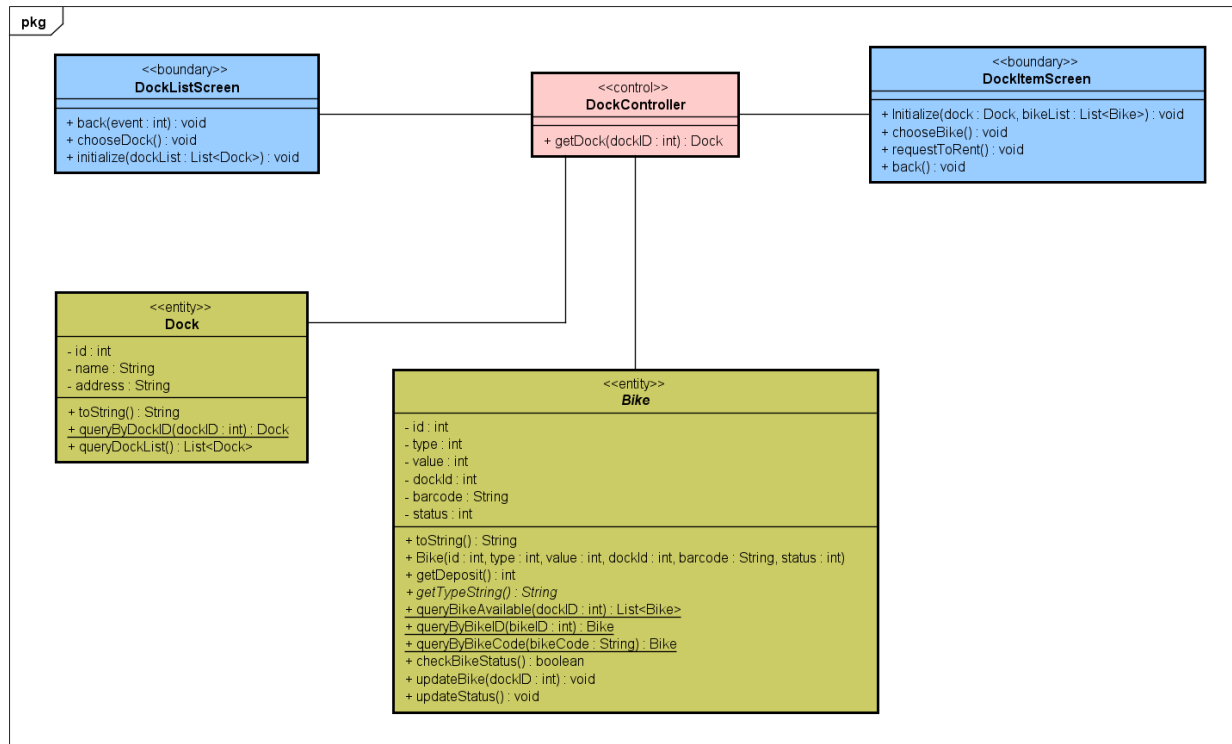 pkg
<<boundary>>
DockListScreen
+ back(event : int) : void
+ chooseDock() : void
+ initialize(dockList : List<Dock>) : void
<<control>>
DockController
+ getDock(dockID : int) : Dock
<<boundary>>
DockItemScreen
+ Initialize(dock : Dock, bikeList : List<Bike>) : void
+ chooseBike() : void
+ requestToRent() : void
+ back() : void
<<entity>>
Dock
- id : int
- name : String
- address : String
+ toString() : String
+ queryByDockID(dockID : int) : Dock
+ queryDockList() : List<Dock>
<<entity>>
Bike
- id : int
- type : int
- value : int
- dockId : int
- barcode : String
- status : int
+ toString() : String
+ Bike(id : int, type : int, value : int, dockId : int, barcode : String, status : int)
+ getDeposit() : int
+ getTypeString() : String
+ queryBikeAvailable(dockID : int) : List<Bike>
+ queryByBikeID(bikeID : int) : Bike
+ queryByBikeCode(bikeCode : String) : Bike
+ checkBikeStatus() : boolean
+ updateBike(dockID : int) : void
+ updateStatus() : void